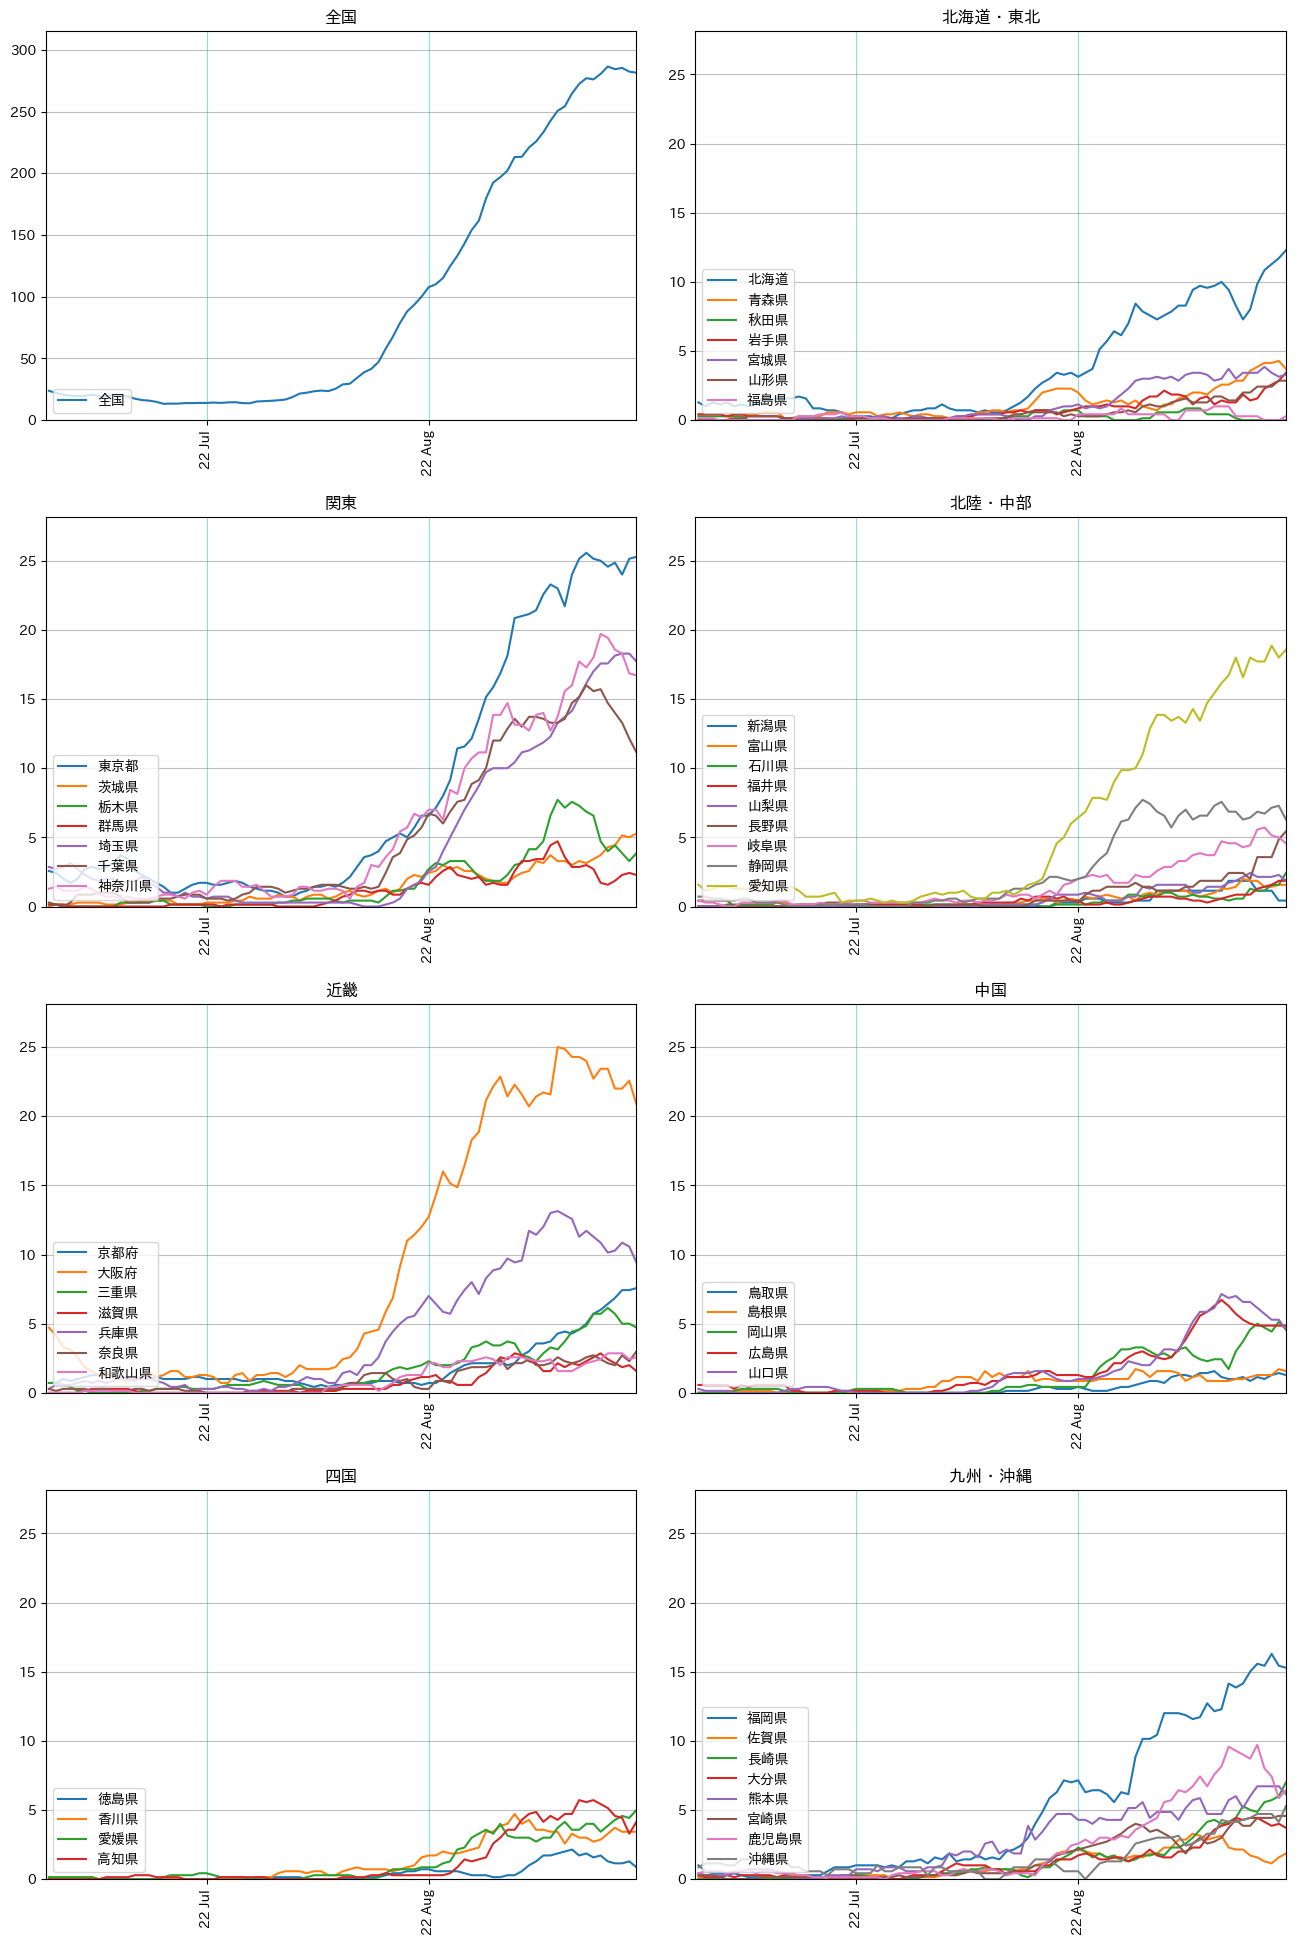 全国
300
250
200
150
100
50
0
全国
22 Jul
22 Aug
北海道・東北
25
20
15
10
5
0
北海道
青森県
秋田県
岩手県
宮城県
山形県
福島県
22 Jul
22 Aug
関東
25
20
15
10
5
0
東京都
茨城県
栃木県
群馬県
埼玉県
千葉県
神奈川県
22 Jul
22 Aug
北陸・中部
25
20
15
10
5
0
新潟県
富山県
石川県
福井県
山梨県
長野県
岐阜県
静岡県
愛知県
22 Jul
22 Aug
近畿
25
20
15
10
5
0
京都府
大阪府
三重県
滋賀県
兵庫県
奈良県
和歌山県
22 Jul
22 Aug
中国
25
20
15
10
5
0
鳥取県
島根県
岡山県
広島県
山口県
22 Jul
22 Aug
四国
25
20
15
10
5
0
徳島県
香川県
愛媛県
高知県
22 Jul
22 Aug
九州・沖縄
25
20
15
10
5
0
福岡県
佐賀県
長崎県
大分県
熊本県
宮崎県
鹿児島県
沖縄県
22 Jul
22 Aug